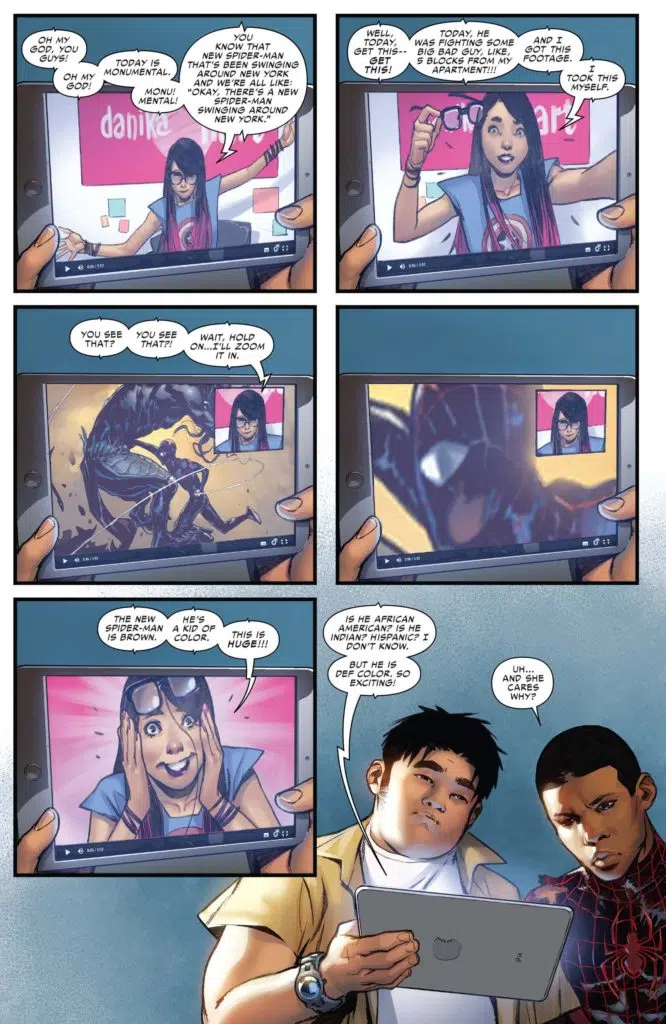 OH MY
GOD, YOU
GUYS!
OH MY
GOD!
TODAY IS
MONUMENTAL.
MONU!
MENTAL!
YOU
KNOW THAT
NEW SPIDER-MAN
THAT'S BEEN SWINGING
AROUND NEW YORK
AND WE'RE ALL LIKE:
"OKAY, THERE'S A NEW
SPIDER-MAN
SWINGING AROUND
NEW YORK."
danika
WELL,
TODAY,
GET THIS--
GET
THIS!
TODAY, HE
WAS FIGHTING SOME
BIG BAD GUY, LIKE,
5 BLOCKS FROM MY
APARTMENT!!!
AND I
GOT THIS
FOOTAGE.
I
TOOK THIS
MYSELF.
art
YOU SEE
THAT?
YOU SEE
THAT?!
WAIT, HOLD
ON...I'LL ZOOM
IT IN.
THE NEW
SPIDER-MAN
IS BROWN.
HE'S
A KID OF
COLOR.
THIS IS
HUGE!!!
IS HE AFRICAN
AMERICAN? IS HE
INDIAN? HISPANIC? I
DON'T KNOW.
BUT HE IS
DEF COLOR. SO
EXCITING!
UH...
AND SHE
CARES
WHY?